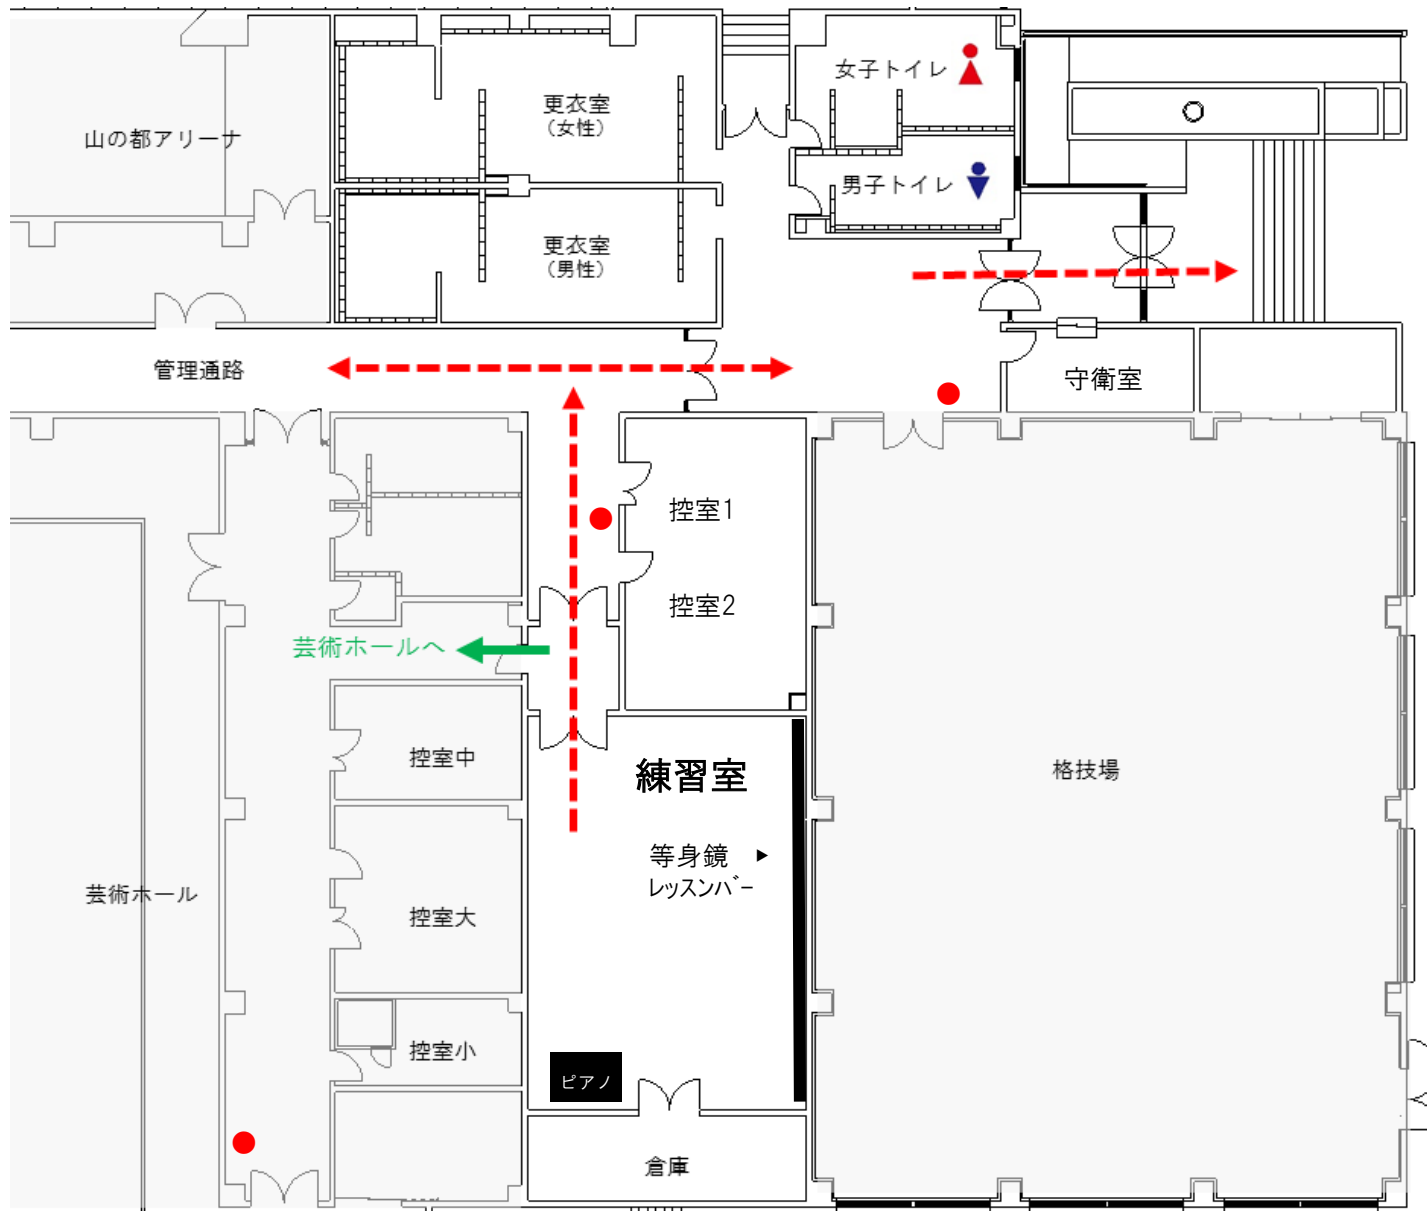 女子トイレ
更衣室
(女性)
山の都アリーナ
男子トイレ
更衣室
(男性)
管理通路
守衛室
控室1
控室2
芸術ホールへ
控室中
練習室
格技場
等身鏡 ▶
レッスンバー
芸術ホール
控室大
控室小
ピアノ
倉庫